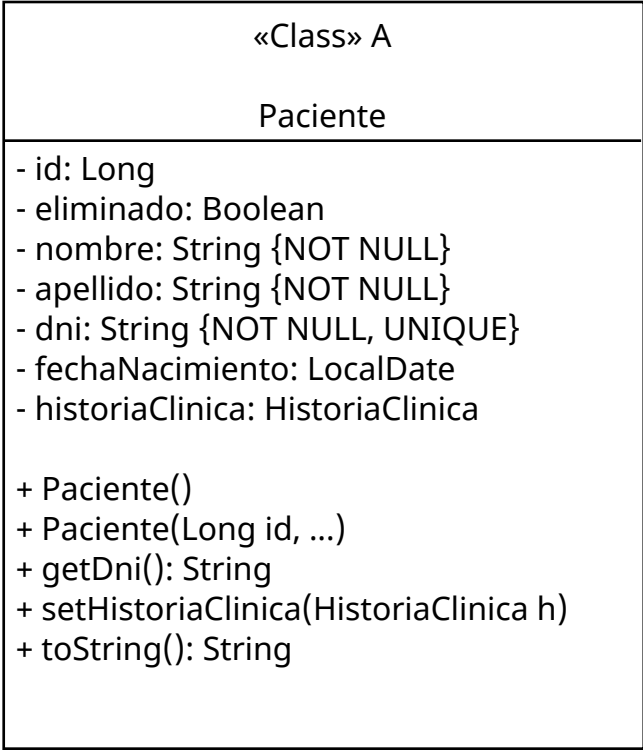 «Class» A
Paciente
- id: Long
- eliminado: Boolean
- nombre: String {NOT NULL}
- apellido: String {NOT NULL}
- dni: String {NOT NULL, UNIQUE}
- fechaNacimiento: LocalDate
- historiaClinica: HistoriaClinica
+ Paciente()
+ Paciente(Long id, ...)
+ getDni(): String
+ setHistoriaClinica(HistoriaClinica h)
+ toString(): String